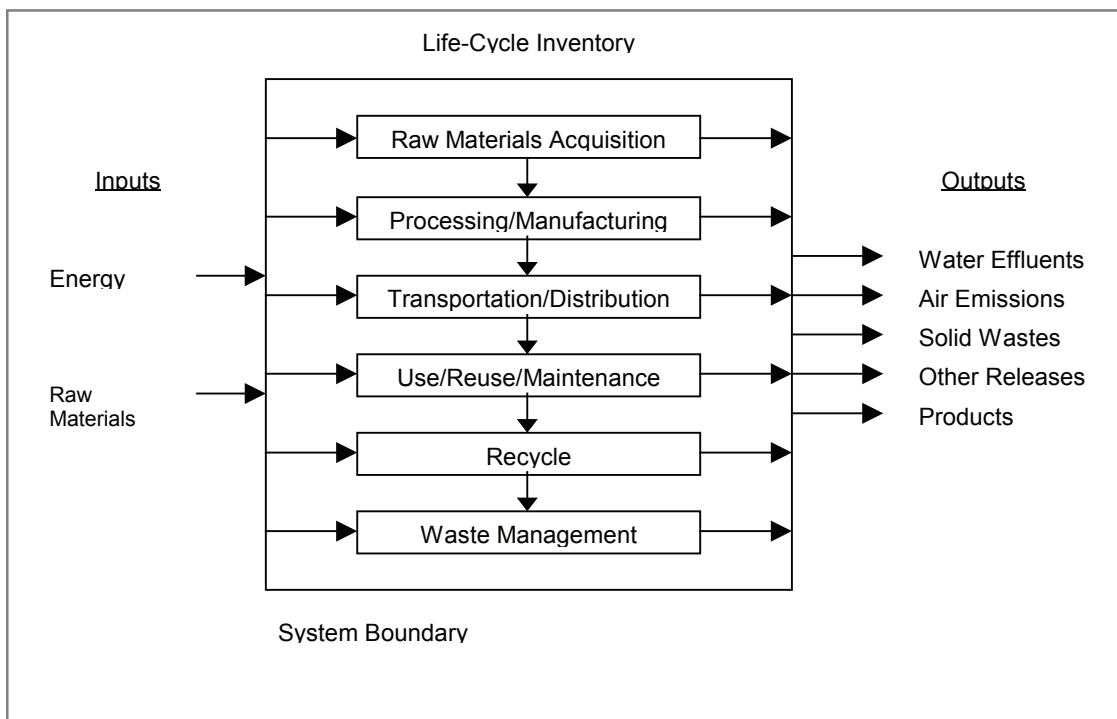 Life-Cycle Inventory
Inputs
Energy
Raw
Materials
Raw Materials Acquisition
Processing/Manufacturing
Transportation/Distribution
Use/Reuse/Maintenance
Recycle
Waste Management
Outputs
Water Effluents
Air Emissions
Solid Wastes
Other Releases
Products
System Boundary